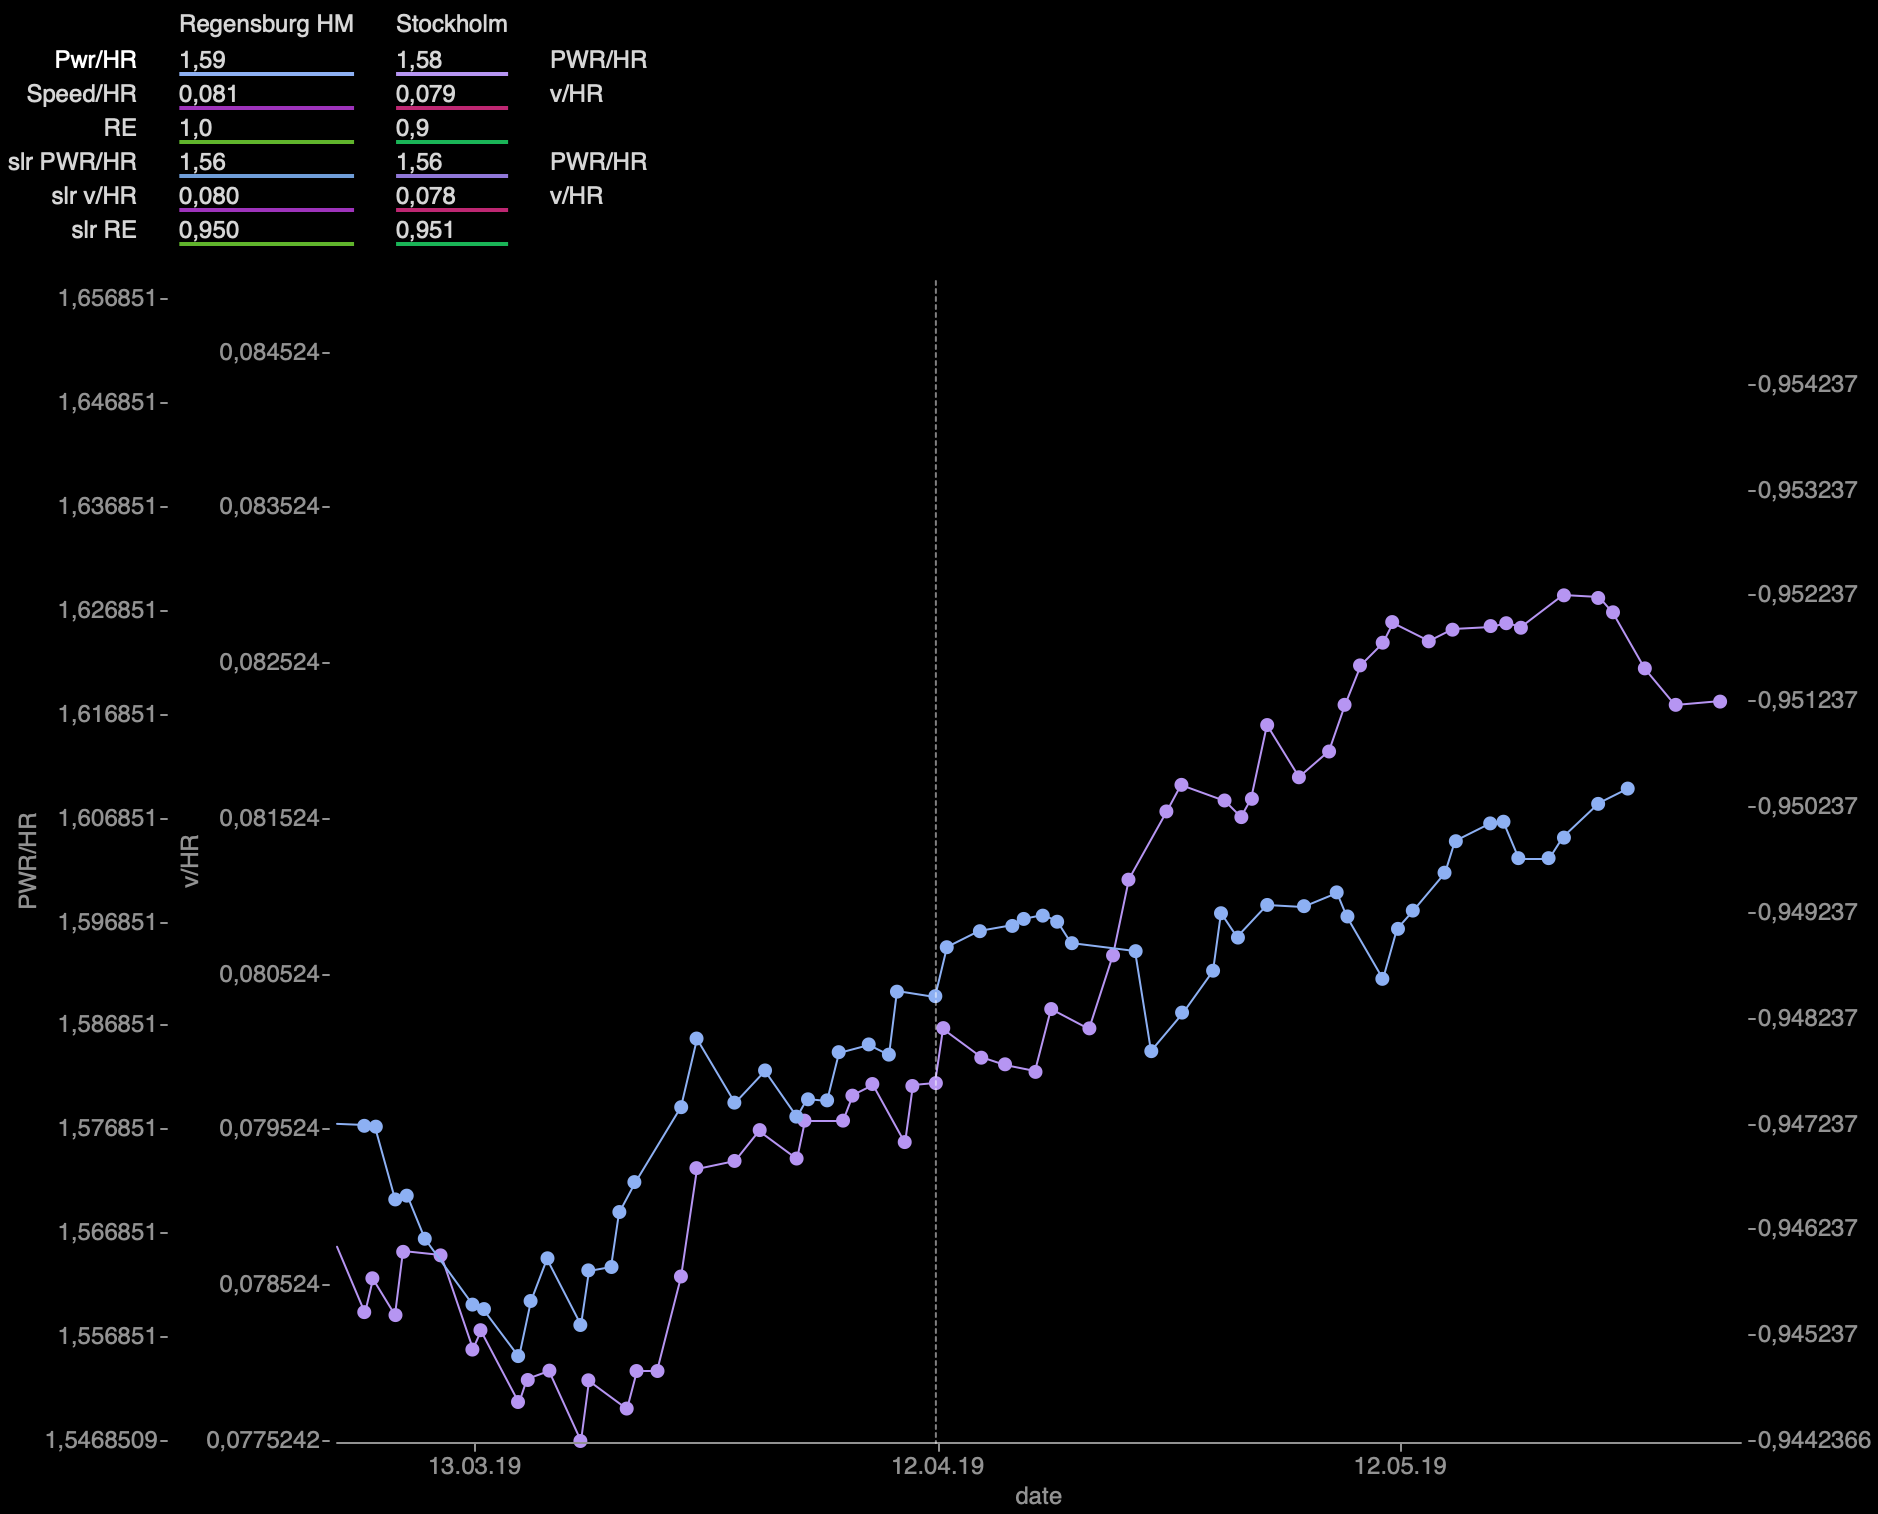 Regensburg HM Stockholm
Pwr/HR 1,59 1,58 PWR/HR
Speed/HR 0,081 0,079 v/HR
RE 1,0 0,9
slr PWR/HR 1,56 1,56 PWR/HR
slr v/HR 0,080 0,078 v/HR
slr RE 0,950 0,951
1,656851-
0,084524-
1,646851-
-0,954237
1,636851-
0,083524-
-0,953237
1,626851-
-0,952237
0,082524-
1,616851-
-0,951237
1,606851-
0,081524-
-0,950237
PWR/HR
v/HR
1,596851-
-0,949237
0,080524-
1,586851-
-0,948237
1,576851-
0,079524-
-0,947237
1,566851-
-0,946237
0,078524-
1,556851-
-0,945237
1,5468509-
0,0775242-
-0,9442366
13.03.19 12.04.19 12.05.19
date